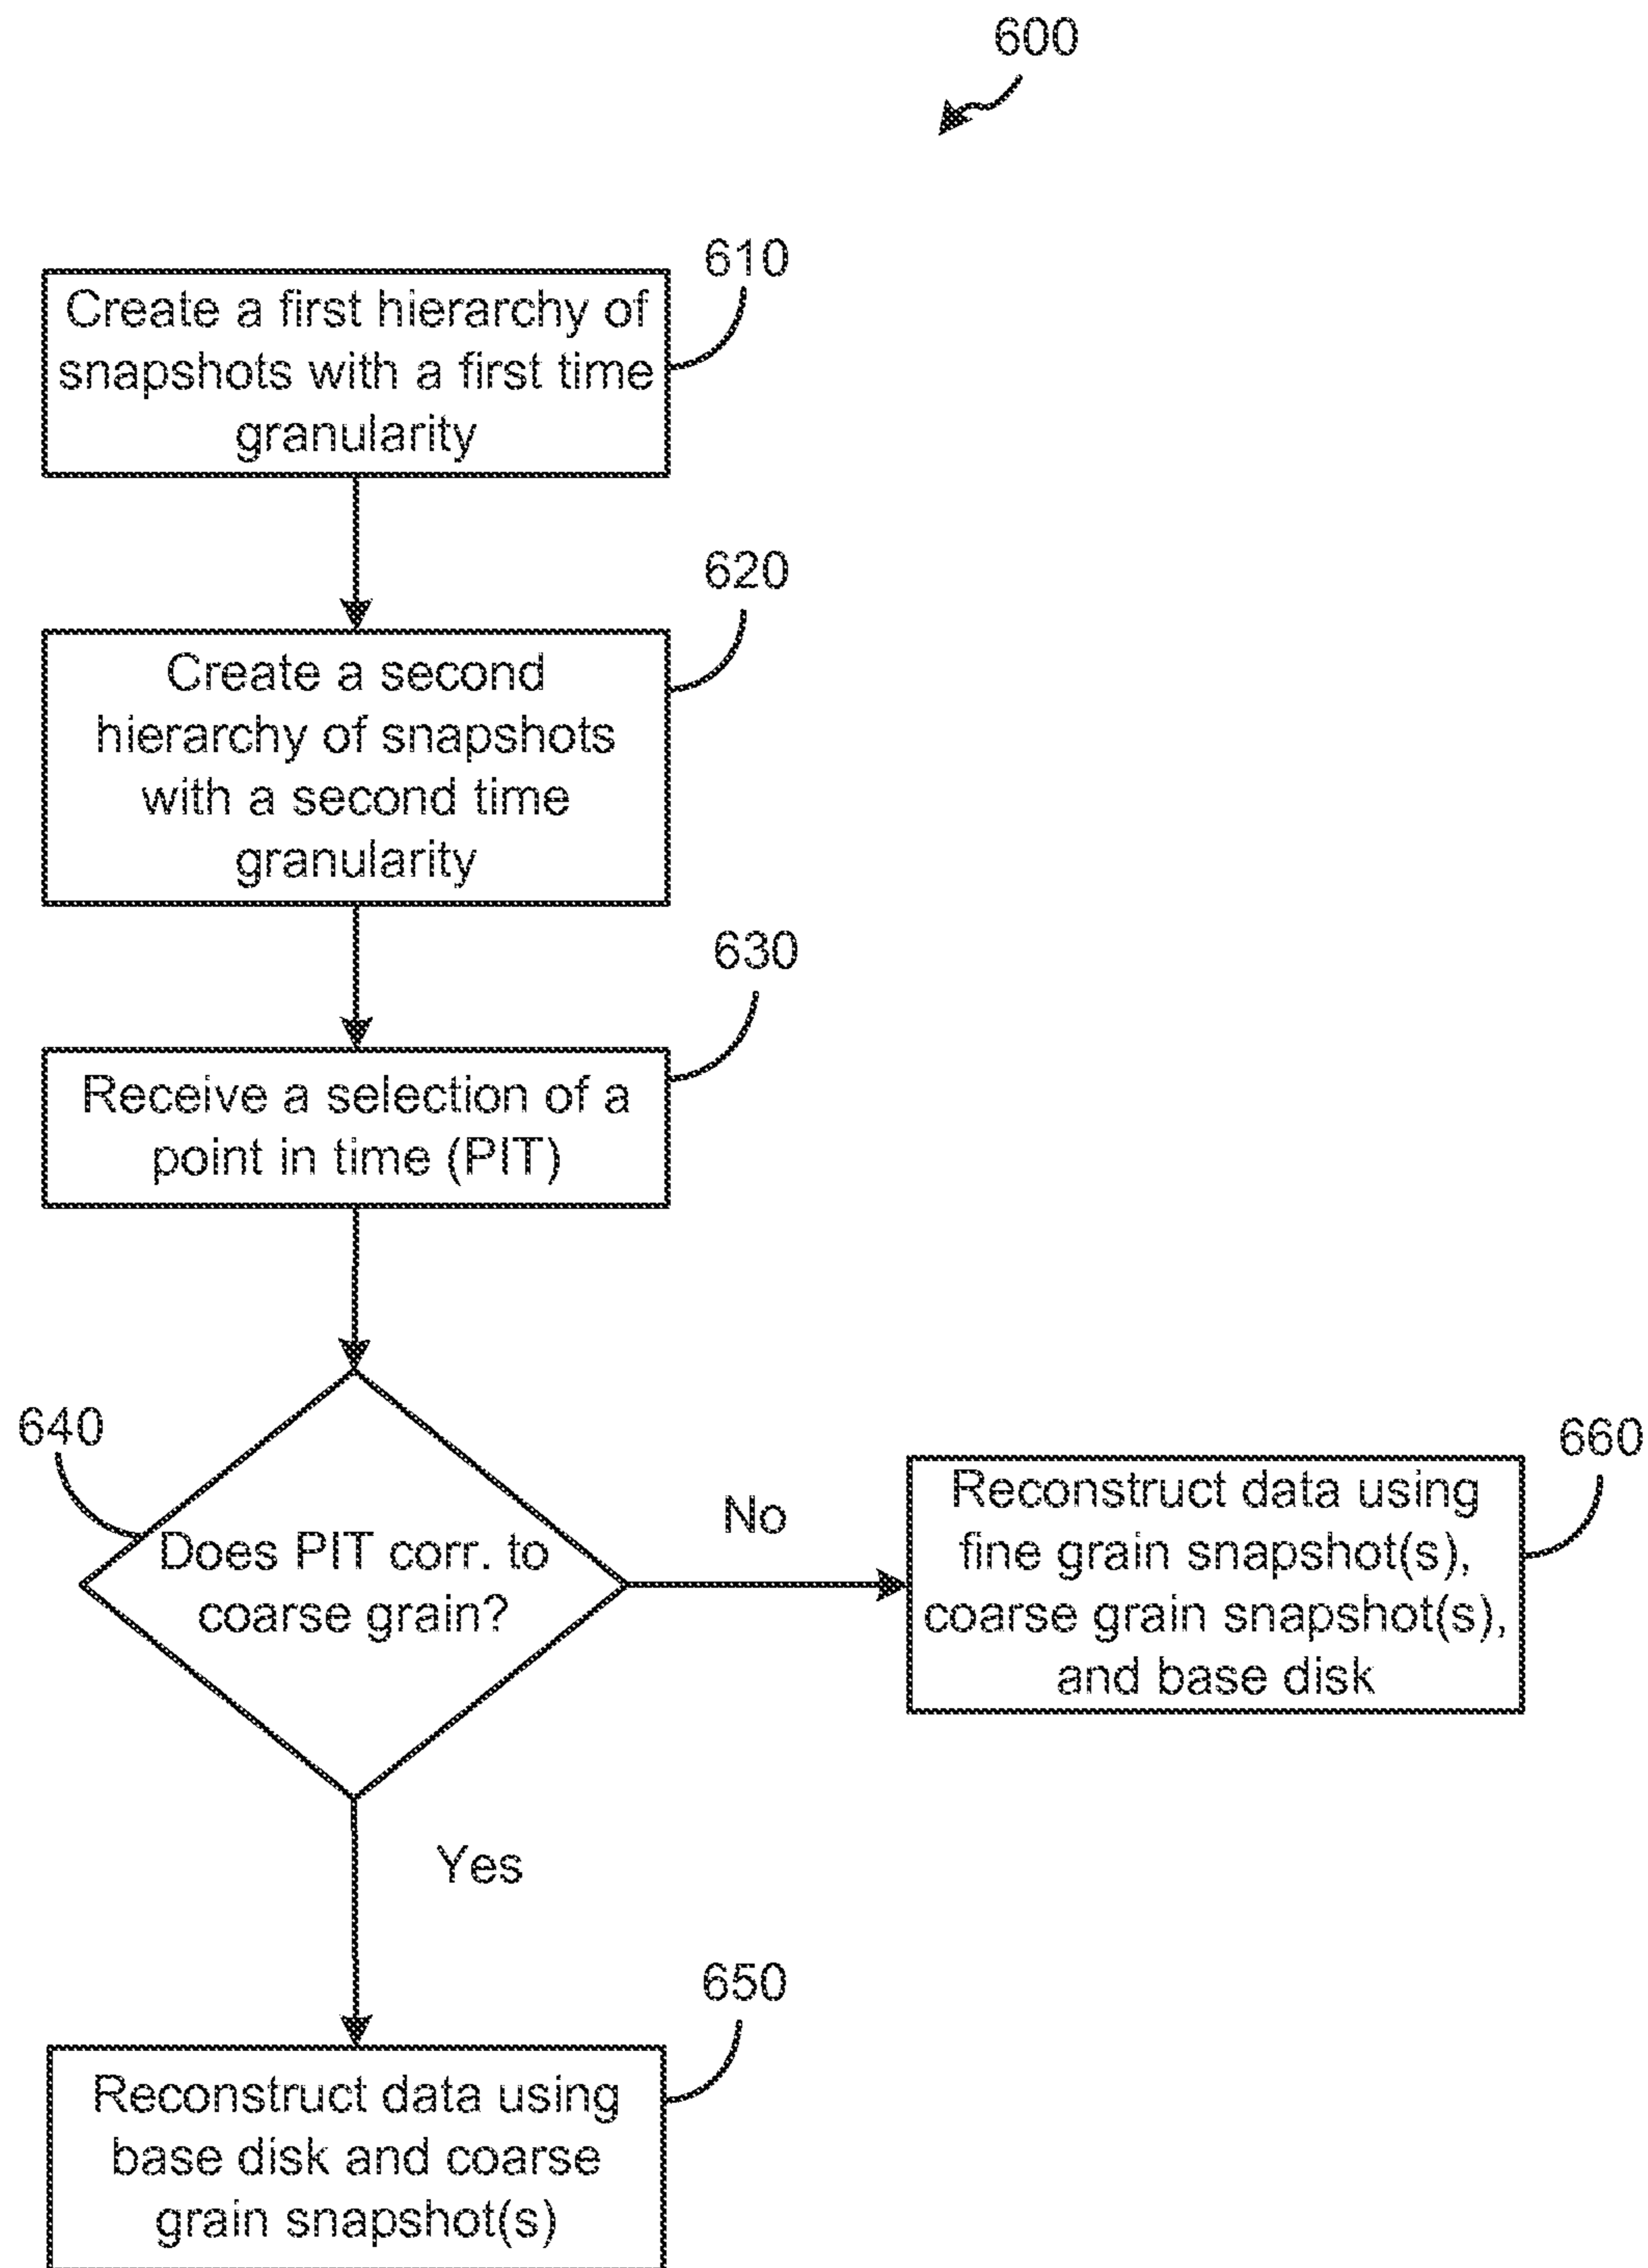 600
610
Create a first hierarchy of
snapshots with a first time
granularity
620
Create a second
hierarchy of snapshots
with a second time
granularity
630
Receive a selection of a
point in time (PIT)
640
Does PIT corr. to
coarse grain?
No
660
Reconstruct data using
fine grain snapshot(s),
coarse grain snapshot(s),
and base disk
Yes
650
Reconstruct data using
base disk and coarse
grain snapshot(s)